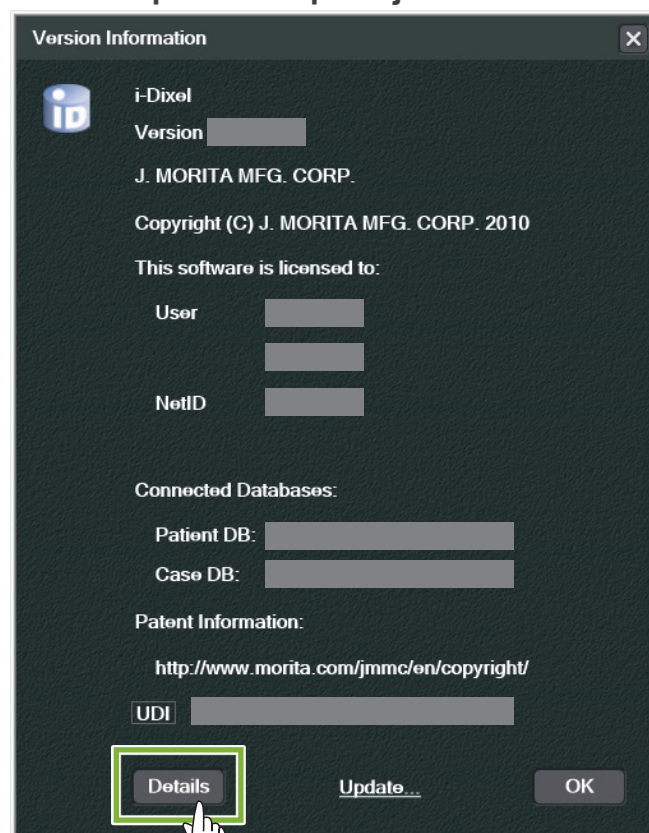 Version Information
iD
i-Dixel
Version
J. MORITA MFG. CORP.
Copyright (C) J. MORITA MFG. CORP. 2010
This software is licensed to:
User
NetID
Connected Databases:
Patient DB:
Case DB:
Patent Information:
http://www.morita.com/jmmc/en/copyright/
UDI
Details Update... OK